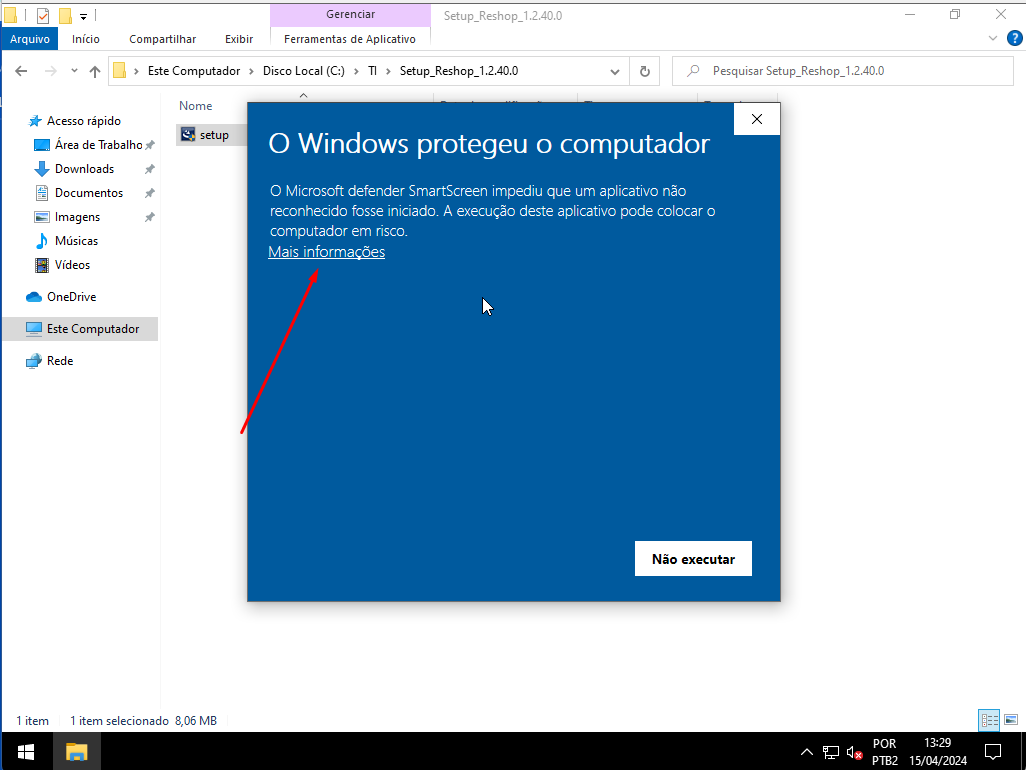 Gerenciar
Setup_Reshop_1.2.40.0
Arquivo
Início
Compartilhar
Exibir
Ferramentas de Aplicativo
Este Computador
Disco Local (C:)
TI
Setup_Reshop_1.2.40.0
Pesquisar Setup_Reshop_1.2.40.0
Nome
setup
Acesso rápido
Área de Trabalho
Downloads
Documentos
Imagens
Músicas
Vídeos
OneDrive
Este Computador
Rede
O Windows protegeu o computador
O Microsoft defender SmartScreen impediu que um aplicativo não
reconhecido fosse iniciado. A execução deste aplicativo pode colocar o
computador em risco.
Mais informações
Não executar
1 item
1 item selecionado 8,06 MB
POR
PTB2
13:29
15/04/2024